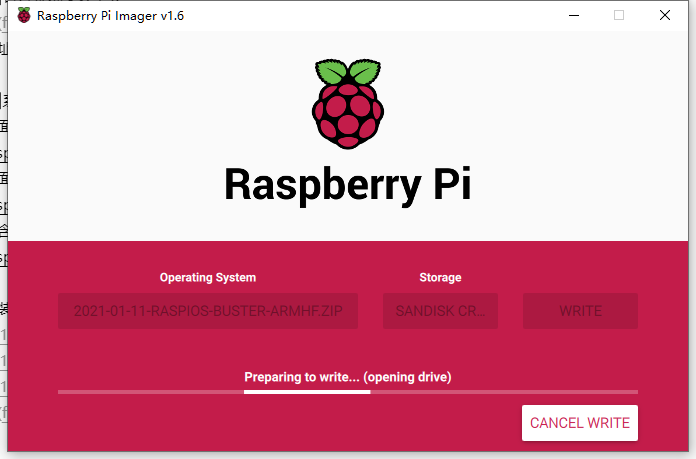 Raspberry Pi Imager v1.6
Raspberry Pi
Operating System
Storage
2021-01-11-RASPIOS-BUSTER-ARMHF.ZIP
SANDISK CR...
WRITE
Preparing to write... (opening drive)
CANCEL WRITE